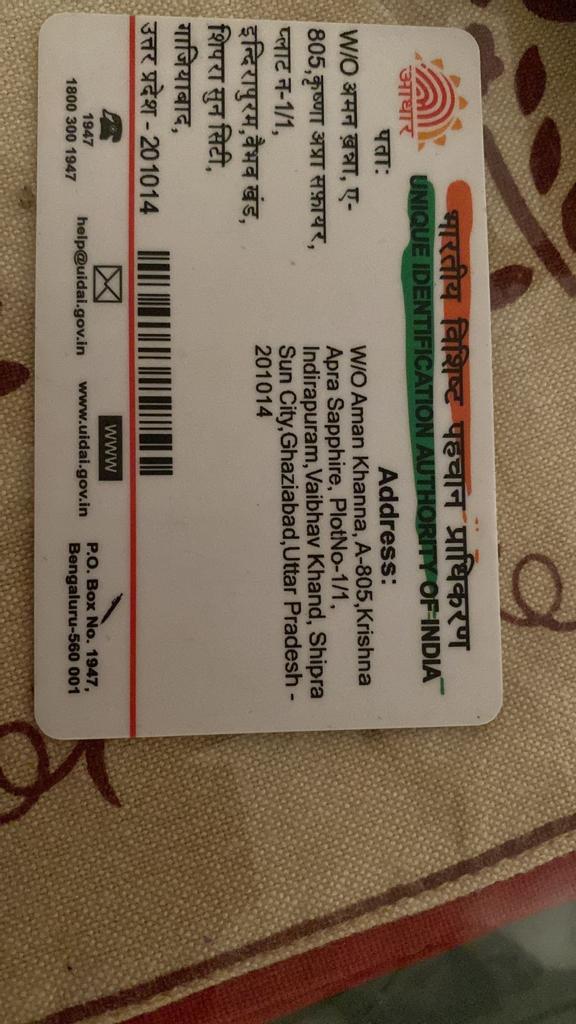 भारतीय विशिष्ट पहचान प्राधिकरण
UNIQUE IDENTIFICATION AUTHORITY OF INDIA
आधार
पता:
W/O अमन खन्ना, ए-
805,कृष्णा अप्रा सफ़ायर,
प्लाट न-1/1,
इन्दिरापुरम,वैभव खंड,
शिपरा सुन सिटी,
गाजियाबाद,
उत्तर प्रदेश - 201014
Address:
W/O Aman Khanna, A-805,Krishna
Apra Sapphire, PlotNo-1/1,
Indirapuram,Vaibhav Khand, Shipra
Sun City,Ghaziabad,Uttar Pradesh -
201014
1947
1800 300 1947
help@uidai.gov.in
www
www.uidai.gov.in
P.O. Box No. 1947,
Bengaluru-560 001